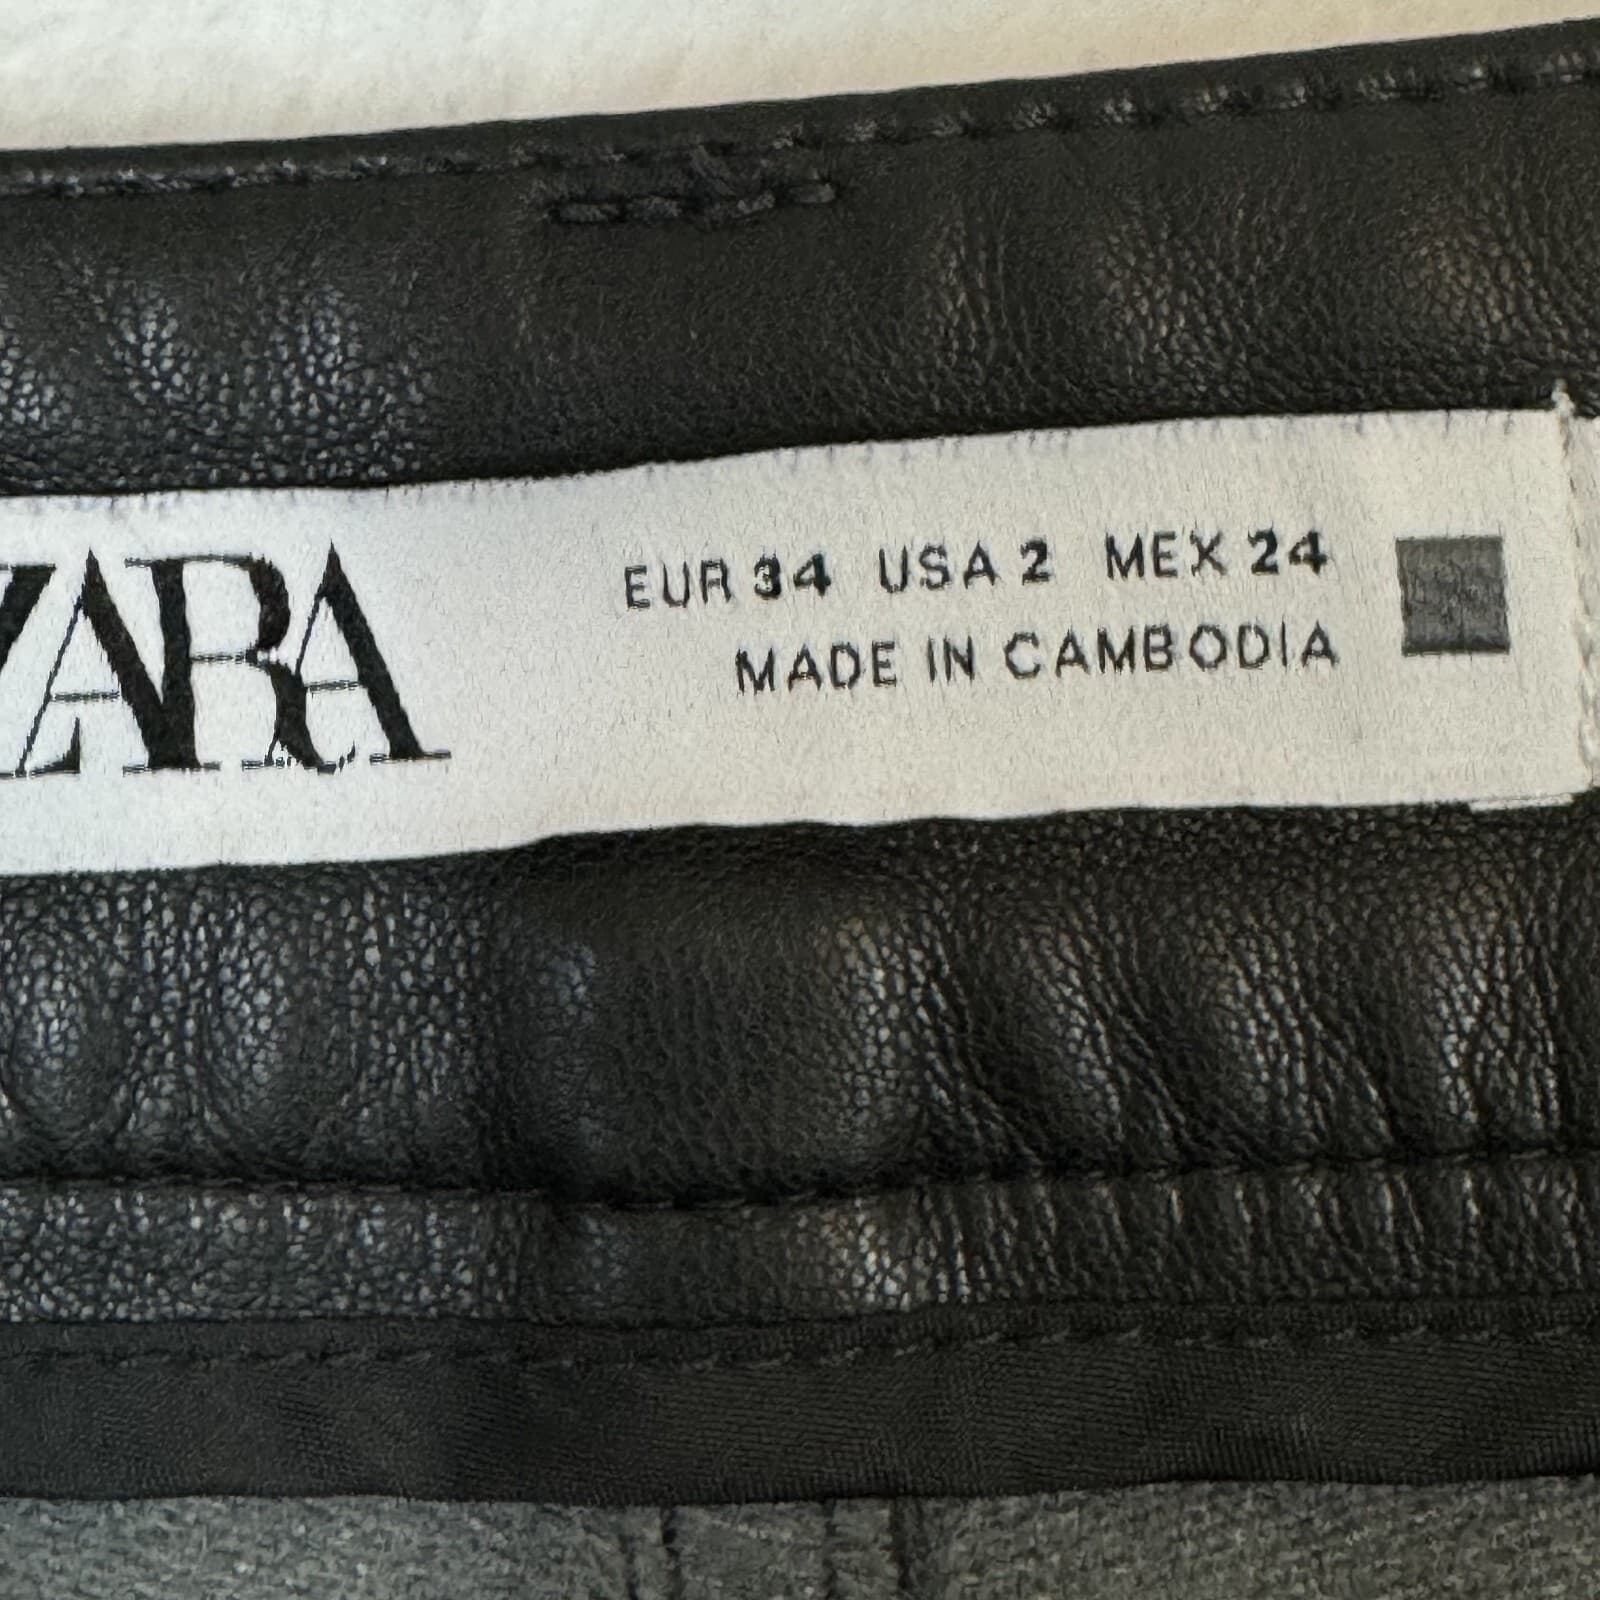 ZARA
EUR 34 USA 2 MEX 24
MADE IN CAMBODIA